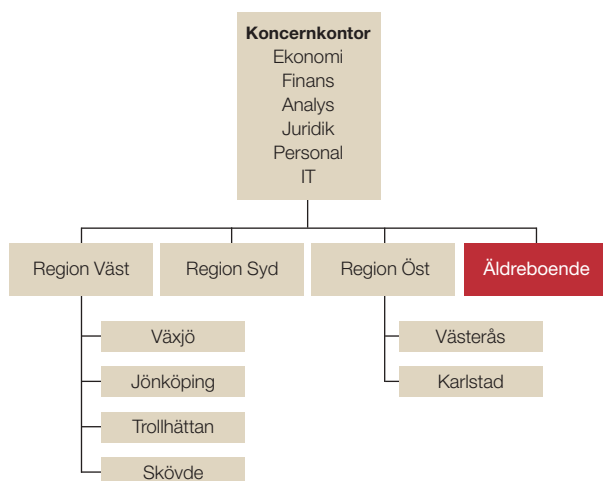 Koncernkontor
Ekonomi
Finans
Analys
Juridik
Personal
IT
Region Väst
Region Syd
Region Öst
Äldreboende
Växjö
Jönköping
Trollhättan
Skövde
Västerås
Karlstad